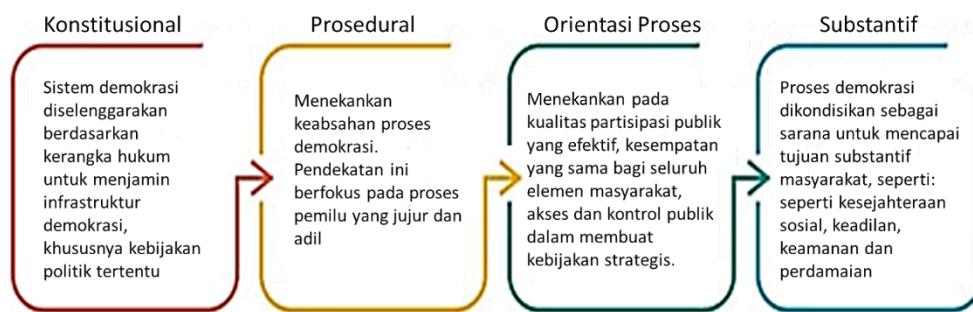 Konstitusional
Sistem demokrasi
diselenggarakan
berdasarkan
kerangka hukum
untuk menjamin
infrastruktur
demokrasi,
khususnya kebijakan
politik tertentu
Prosedural
Menekankan
keabsahan proses
demokrasi.
Pendekatan ini
berfokus pada proses
pemilu yang jujur dan
adil
Orientasi Proses
Menekankan pada
kualitas partisipasi publik
yang efektif, kesempatan
yang sama bagi seluruh
elemen masyarakat,
akses dan kontrol publik
dalam membuat
kebijakan strategis.
Substantif
Proses demokrasi
dikondisikan sebagai
sarana untuk mencapai
tujuan substantif
masyarakat, seperti:
seperti kesejahteraan
sosial, keadilan,
keamanan dan
perdamaian